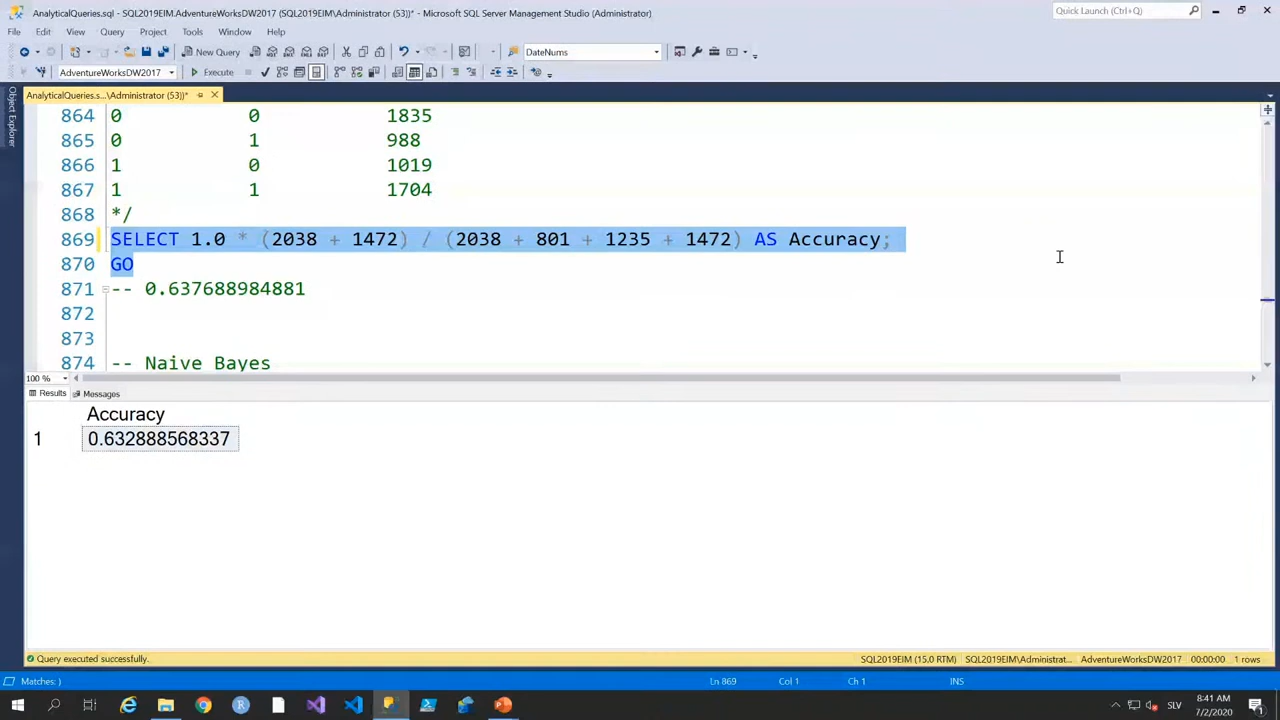 AnalyticalQueries.sql - SQL2019EIM.AdventureWorksDW2017 (SQL2019EIM\Administrator (53))* - Microsoft SQL Server Management Studio (Administrator)
Quick Launch (Ctrl+Q)
File Edit View Query Project Tools Window Help
New Query DateNums
AdventureWorksDW2017 Execute
AnalyticalQueries.s...\Administrator (53))*
Object Explorer
864 0 0 1835
865 0 1 988
866 1 0 1019
867 1 1 1704
868 */
869 SELECT 1.0 * (2038 + 1472) / (2038 + 801 + 1235 + 1472) AS Accuracy;
870 GO
871 -- 0.637688984881
872
873
874 -- Naive Bayes
100 %
Results Messages
Accuracy
1 0.632888568337
Query executed successfully. SQL2019EIM (15.0 RTM) SQL2019EIM\Administrat... AdventureWorksDW2017 00:00:00 1 rows
Matches: ) Ln 869 Col 1 Ch 1 INS
SLV 8:41 AM
7/2/2020